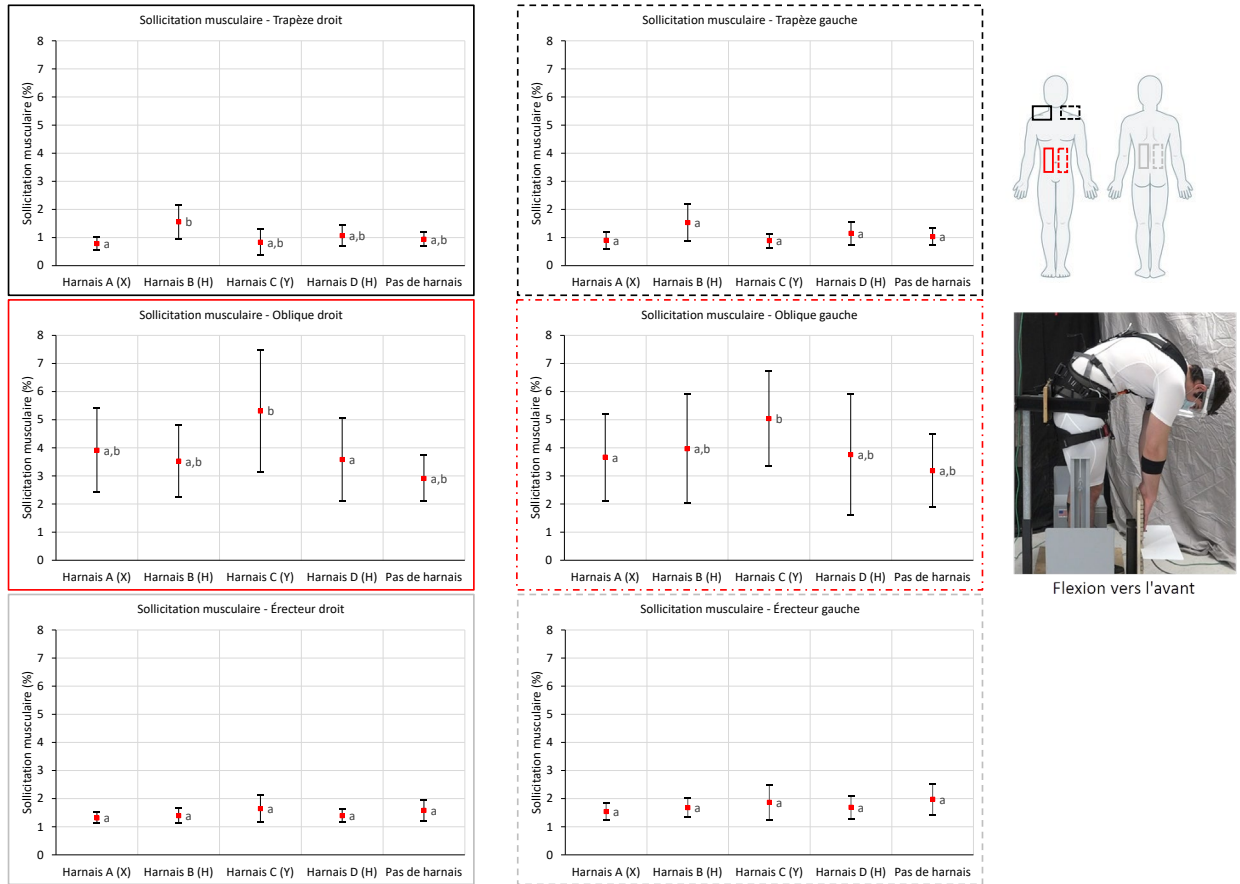 Sollicitation musculaire - Trapèze droit
Sollicitation musculaire (%)
8
7
6
5
4
3
2
1
0
a
b
a,b
a,b
a,b
Harnais A (X) Harnais B (H) Harnais C (Y) Harnais D (H) Pas de harnais
Sollicitation musculaire - Trapèze gauche
Sollicitation musculaire (%)
8
7
6
5
4
3
2
1
0
a
a
a
a
a
Harnais A (X) Harnais B (H) Harnais C (Y) Harnais D (H) Pas de harnais
Sollicitation musculaire - Oblique droit
Sollicitation musculaire (%)
8
7
6
5
4
3
2
1
0
a,b
a,b
b
a
a,b
Harnais A (X) Harnais B (H) Harnais C (Y) Harnais D (H) Pas de harnais
Sollicitation musculaire - Oblique gauche
Sollicitation musculaire (%)
8
7
6
5
4
3
2
1
0
a
a,b
b
a,b
a,b
Harnais A (X) Harnais B (H) Harnais C (Y) Harnais D (H) Pas de harnais
Flexion vers l'avant
Sollicitation musculaire - Érecteur droit
Sollicitation musculaire (%)
8
7
6
5
4
3
2
1
0
a
a
a
a
a
Harnais A (X) Harnais B (H) Harnais C (Y) Harnais D (H) Pas de harnais
Sollicitation musculaire - Érecteur gauche
Sollicitation musculaire (%)
8
7
6
5
4
3
2
1
0
a
a
a
a
a
Harnais A (X) Harnais B (H) Harnais C (Y) Harnais D (H) Pas de harnais